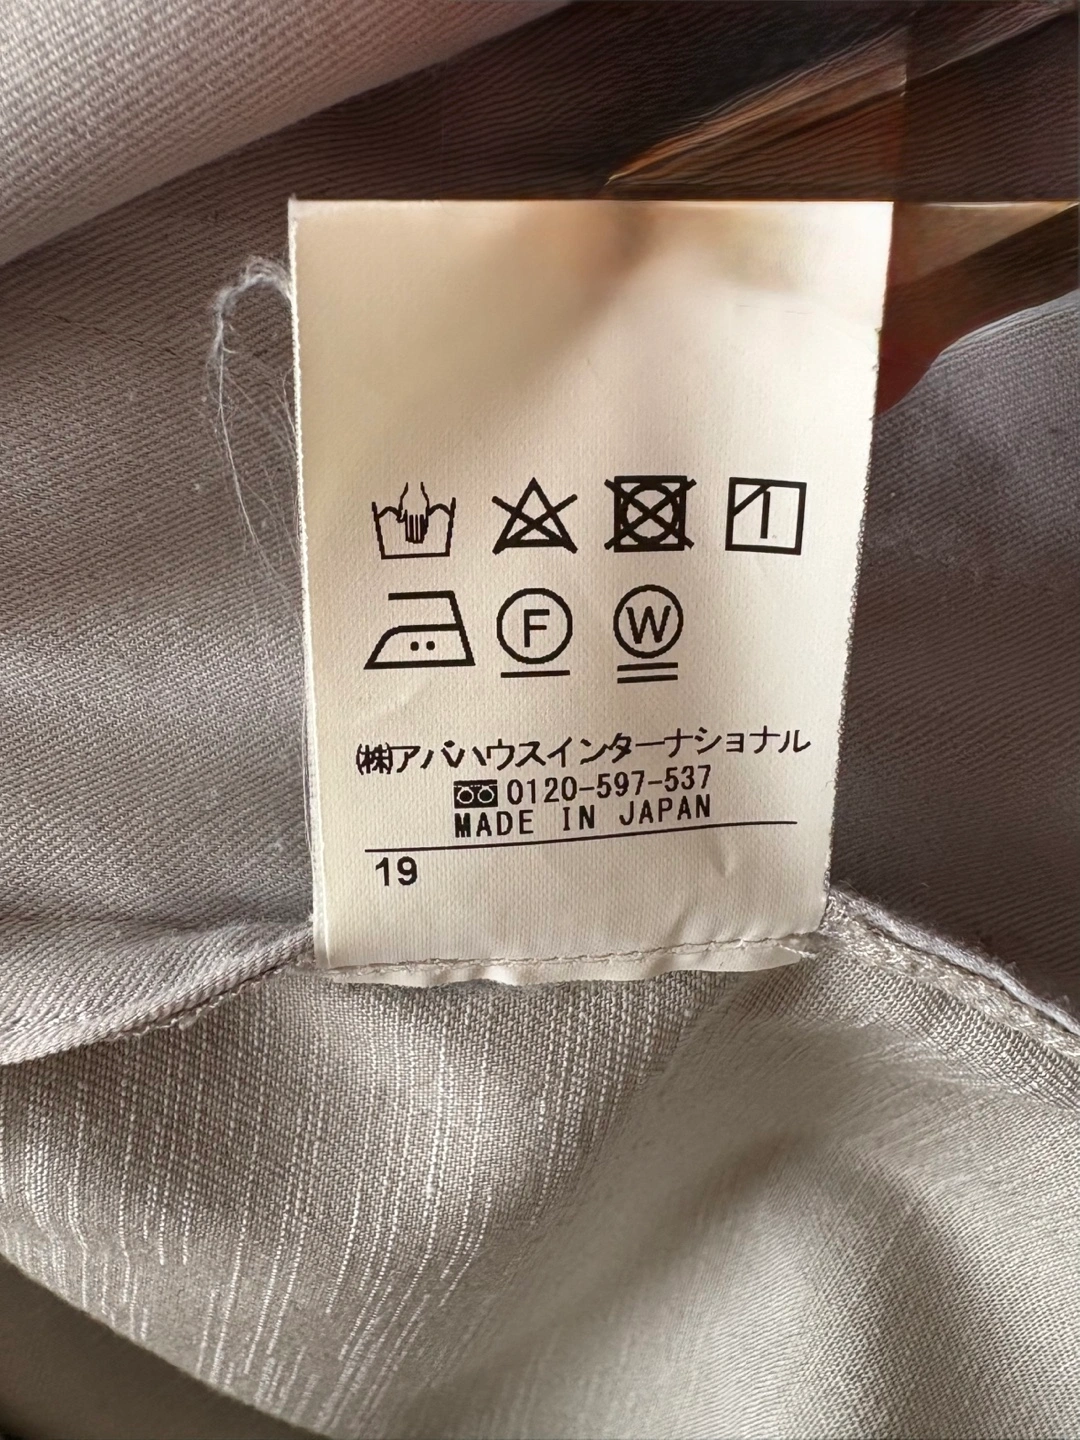 F W
(株)アバハウスインターナショナル
0120-597-537
MADE IN JAPAN
19